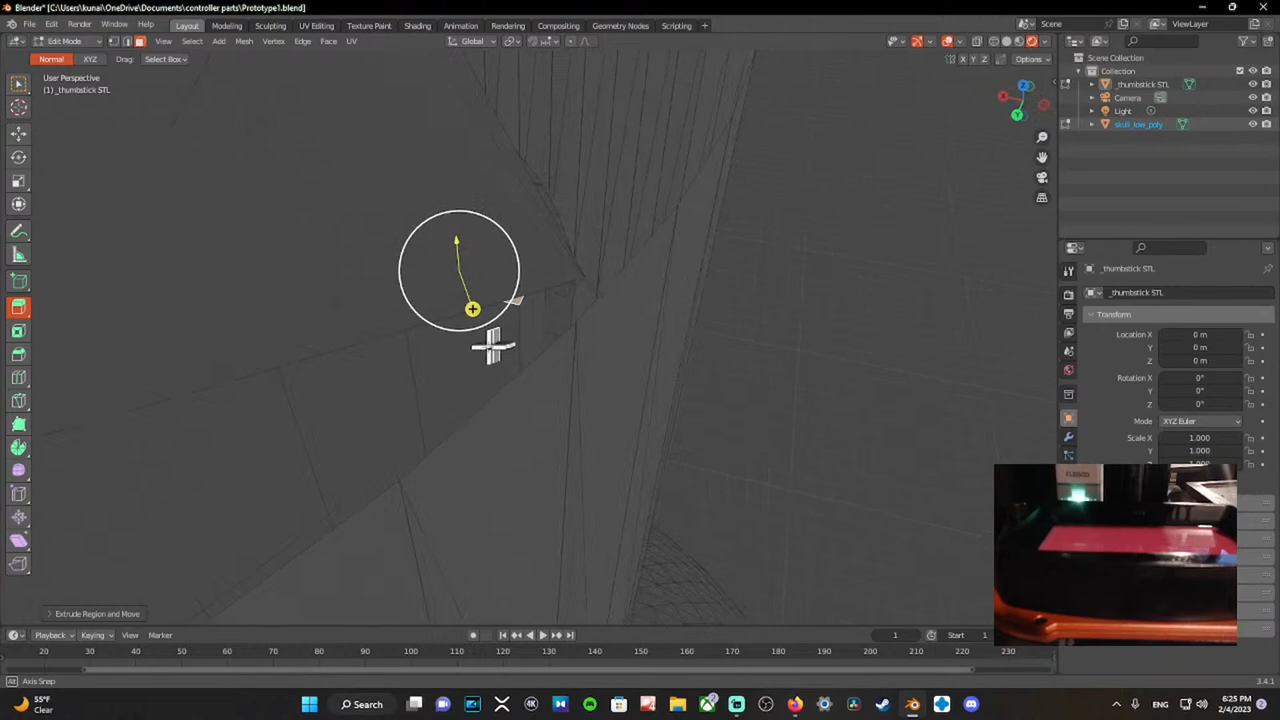 Blender* [C:\Users\kunai\OneDrive\Documents\controller parts\Prototype1.blend]
File Edit Render Window Help Layout Modeling Sculpting UV Editing Texture Paint Shading Animation Rendering Compositing Geometry Nodes Scripting + Scene ViewLayer
Edit Mode View Select Add Mesh Vertex Edge Face UV Global
Normal XYZ Drag: Select Box X Y Z Options
User Perspective
(1) _thumbstick STL
Scene Collection
Collection
_thumbstick STL
Camera
Light
skull_low_poly
_thumbstick STL
_thumbstick STL
Transform
Location X 0 m
Y 0 m
Z 0 m
Rotation X 0°
Y 0°
Z 0°
Mode XYZ Euler
Scale X 1.000
Y 1.000
ELEGOO
Extrude Region and Move
Playback Keying View Marker 1 Start 1
20 30 40 50 60 70 80 90 100 110 120 130 140 150 160 170 180 190 200 210 220 230
Alt Axis Snap 3.4.1
55°F
Clear
Search
ENG
6:25 PM
2/4/2023